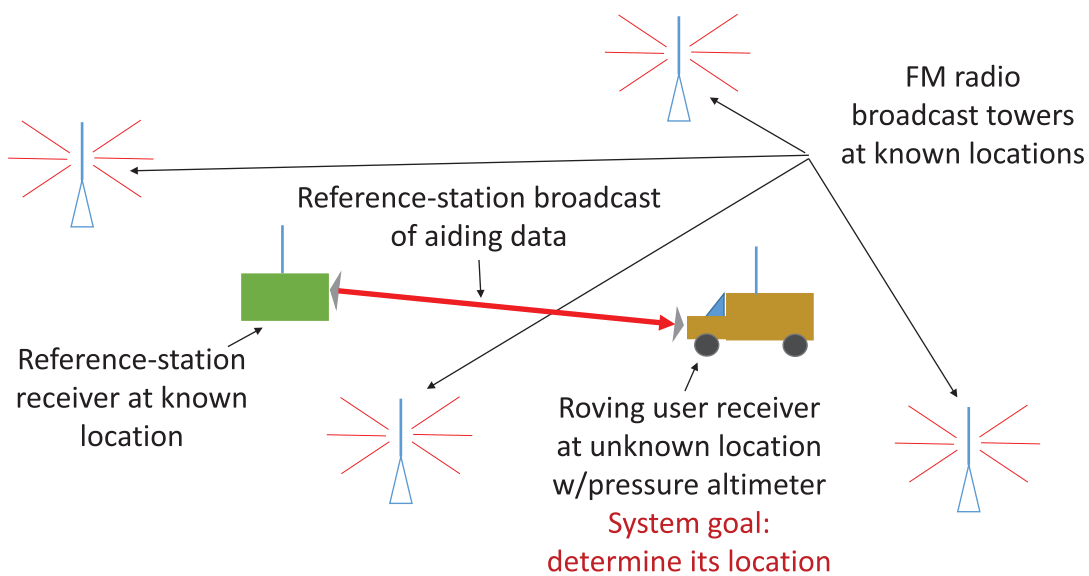 FM radio
broadcast towers
at known locations
Reference-station broadcast
of aiding data
Reference-station
receiver at known
location
Roving user receiver
at unknown location
w/pressure altimeter
System goal:
determine its location